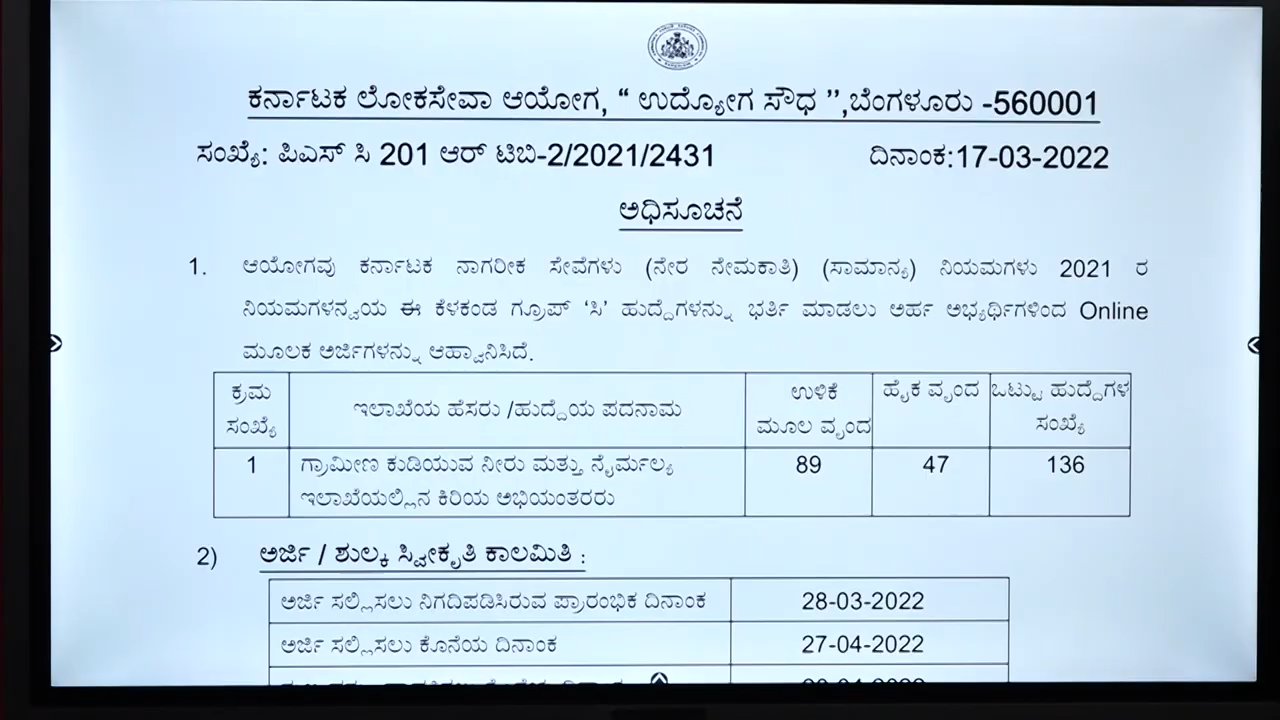 ಕರ್ನಾಟಕ ಲೋಕಸೇವಾ ಆಯೋಗ, “ ಉದ್ಯೋಗ ಸೌಧ ”,ಬೆಂಗಳೂರು -560001
ಸಂಖ್ಯೆ: ಪಿಎಸ್ ಸಿ 201 ಆರ್ ಟಿಬಿ-2/2021/2431 ದಿನಾಂಕ:17-03-2022
ಅಧಿಸೂಚನೆ
1. ಆಯೋಗವು ಕರ್ನಾಟಕ ನಾಗರೀಕ ಸೇವೆಗಳು (ನೇರ ನೇಮಕಾತಿ) (ಸಾಮಾನ್ಯ) ನಿಯಮಗಳು 2021 ರ
ನಿಯಮಗಳನ್ವಯ ಈ ಕೆಳಕಂಡ ಗ್ರೂಪ್ ‘ಸಿ’ ಹುದ್ದೆಗಳನ್ನು ಭರ್ತಿ ಮಾಡಲು ಅರ್ಹ ಅಭ್ಯರ್ಥಿಗಳಿಂದ Online
ಮೂಲಕ ಅರ್ಜಿಗಳನ್ನು ಆಹ್ವಾನಿಸಿದೆ.
ಕ್ರಮ ಸಂಖ್ಯೆ
ಇಲಾಖೆಯ ಹೆಸರು /ಹುದ್ದೆಯ ಪದನಾಮ
ಉಳಿಕೆ ಮೂಲ ವೃಂದ
ಹೈಕ ವೃಂದ
ಒಟ್ಟು ಹುದ್ದೆಗಳ ಸಂಖ್ಯೆ
1 ಗ್ರಾಮೀಣ ಕುಡಿಯುವ ನೀರು ಮತ್ತು ನೈರ್ಮಲ್ಯ 89 47 136
ಇಲಾಖೆಯಲ್ಲಿನ ಕಿರಿಯ ಅಭಿಯಂತರರು
2) ಅರ್ಜಿ / ಶುಲ್ಕ ಸ್ವೀಕೃತಿ ಕಾಲಮಿತಿ :
ಅರ್ಜಿ ಸಲ್ಲಿಸಲು ನಿಗದಿಪಡಿಸಿರುವ ಪ್ರಾರಂಭಿಕ ದಿನಾಂಕ 28-03-2022
ಅರ್ಜಿ ಸಲ್ಲಿಸಲು ಕೊನೆಯ ದಿನಾಂಕ 27-04-2022